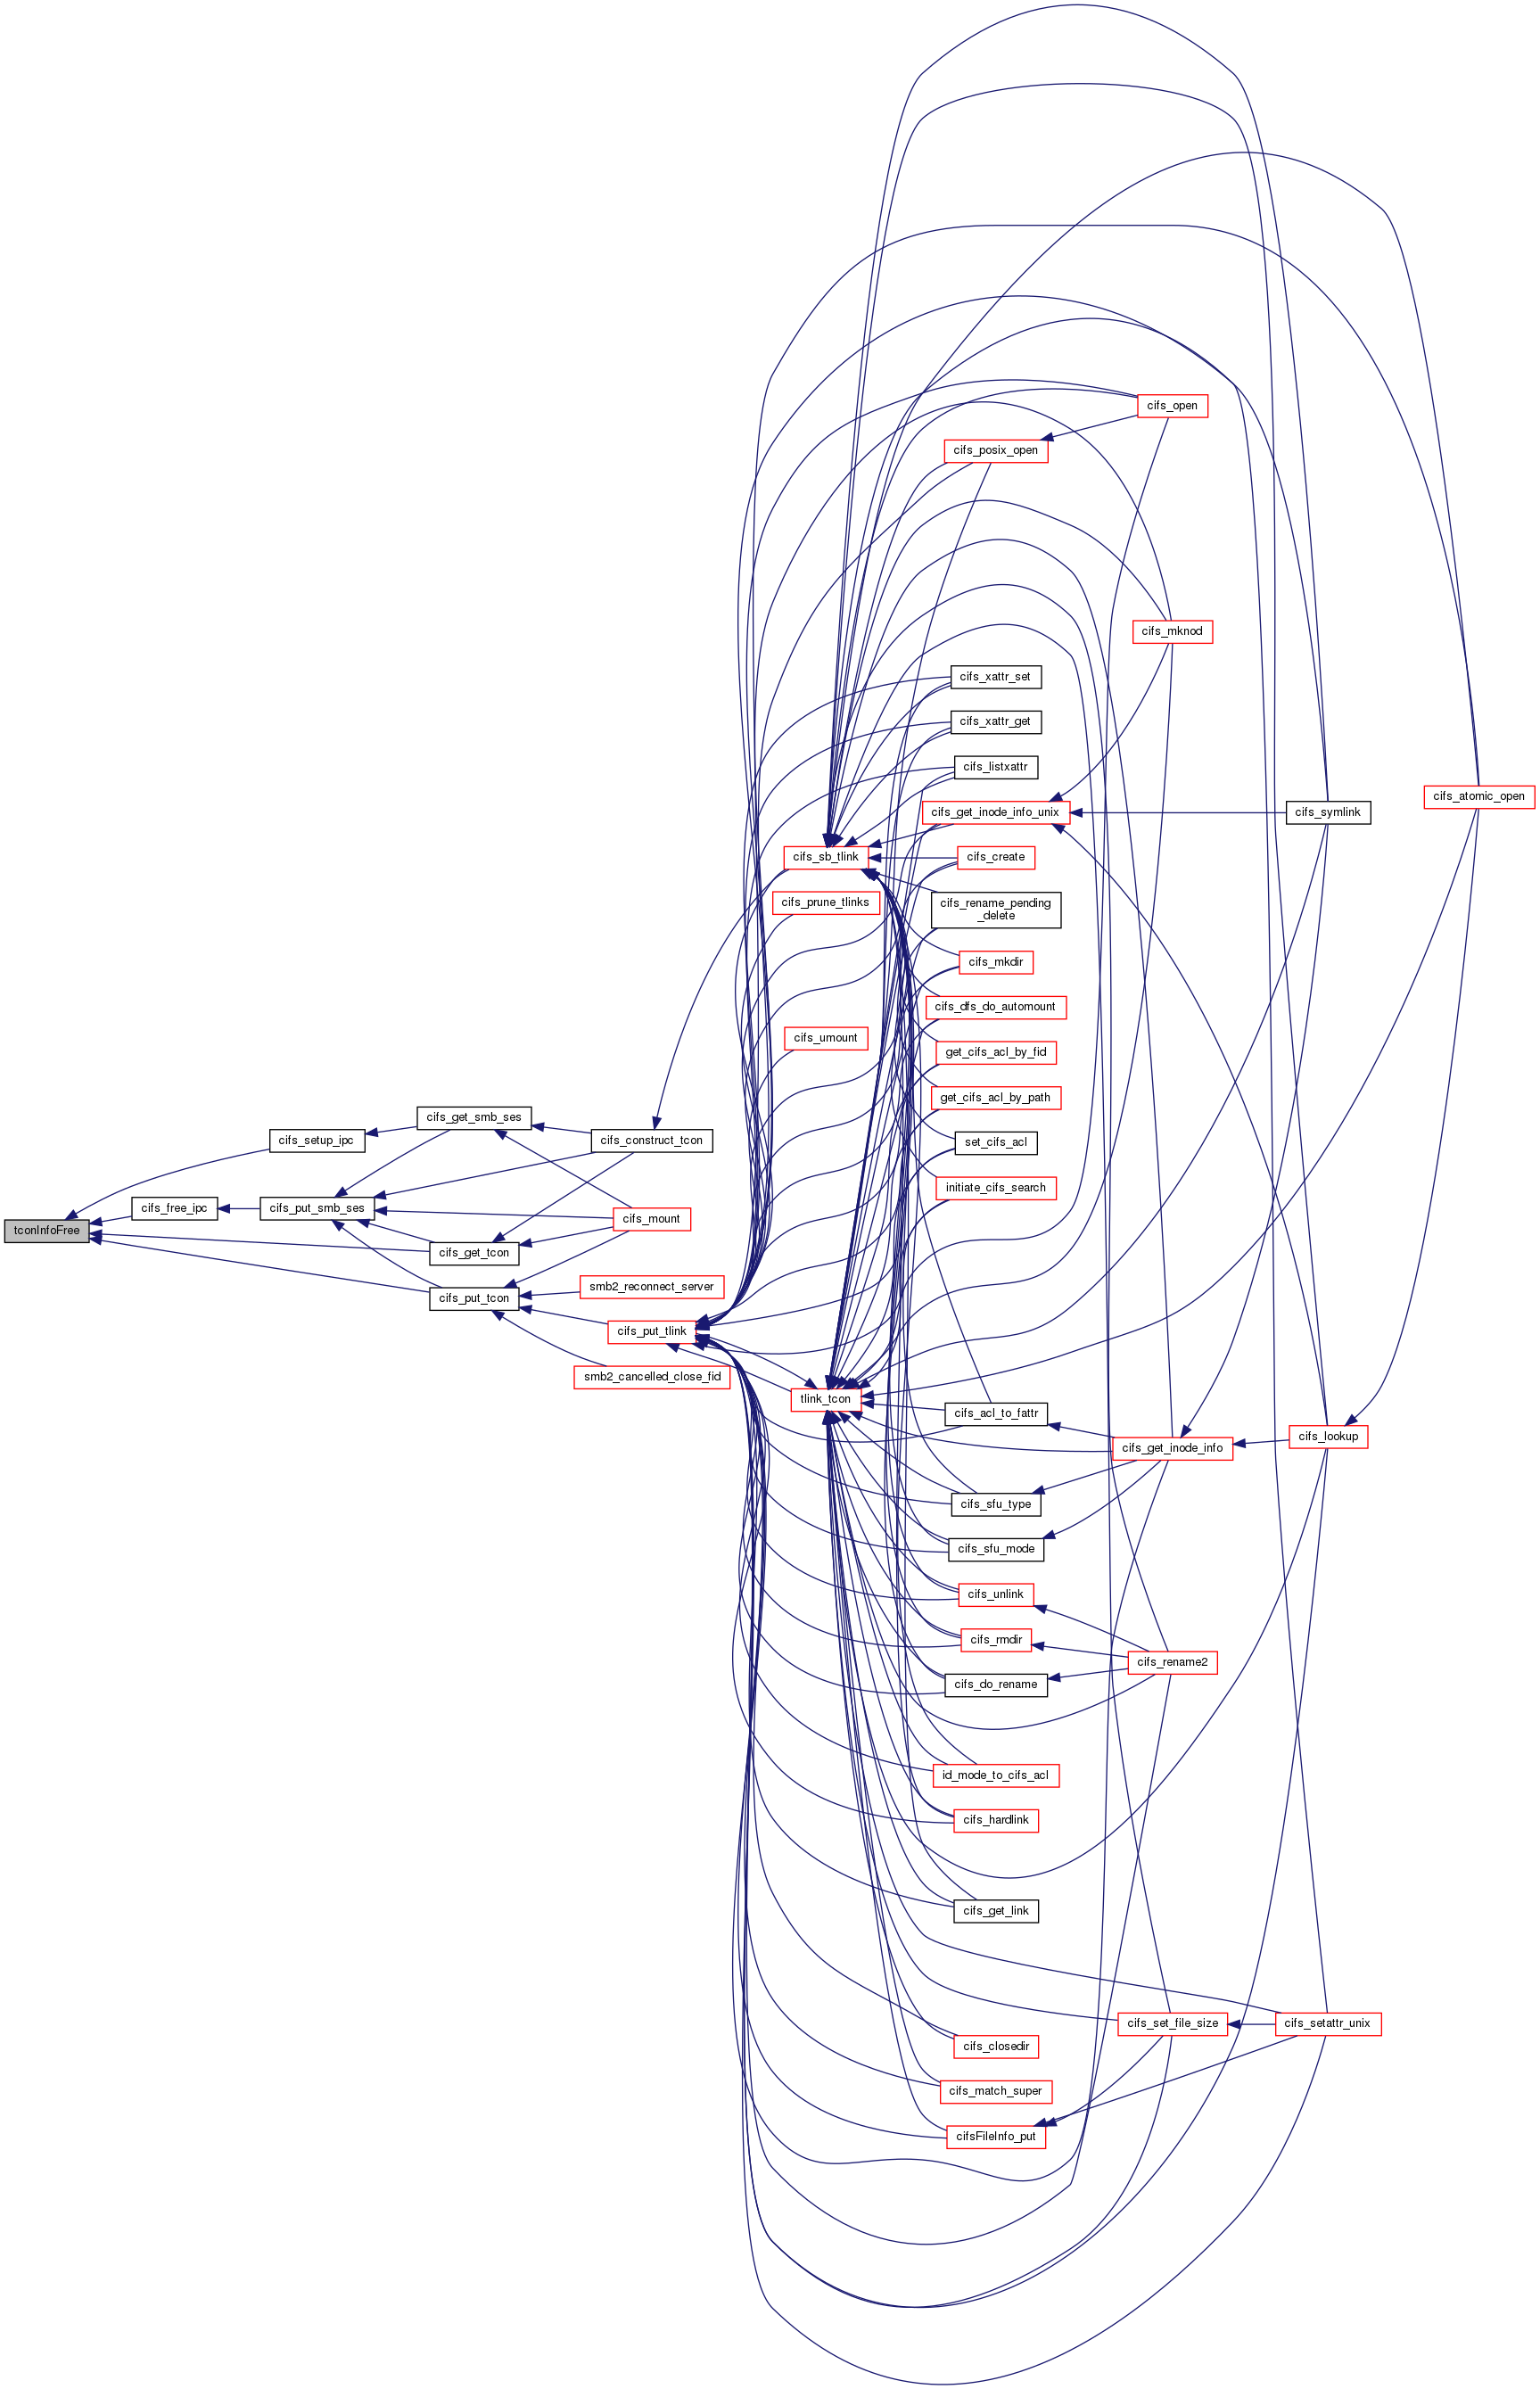 cifs_open
cifs_posix_open
cifs_mknod
cifs_xattr_set
cifs_xattr_get
cifs_listxattr
cifs_atomic_open
cifs_get_inode_info_unix
cifs_symlink
cifs_sb_tlink
cifs_create
cifs_prune_tlinks
cifs_rename_pending
_delete
cifs_mkdir
cifs_dfs_do_automount
cifs_umount
get_cifs_acl_by_fid
get_cifs_acl_by_path
cifs_get_smb_ses
cifs_setup_ipc
cifs_construct_tcon
set_cifs_acl
initiate_cifs_search
cifs_free_ipc
cifs_put_smb_ses
cifs_mount
tconInfoFree
cifs_get_tcon
smb2_reconnect_server
cifs_put_tcon
cifs_put_tlink
smb2_cancelled_close_fid
tlink_tcon
cifs_acl_to_fattr
cifs_lookup
cifs_get_inode_info
cifs_sfu_type
cifs_sfu_mode
cifs_unlink
cifs_rmdir
cifs_rename2
cifs_do_rename
id_mode_to_cifs_acl
cifs_hardlink
cifs_get_link
cifs_set_file_size
cifs_setattr_unix
cifs_closedir
cifs_match_super
cifsFileInfo_put